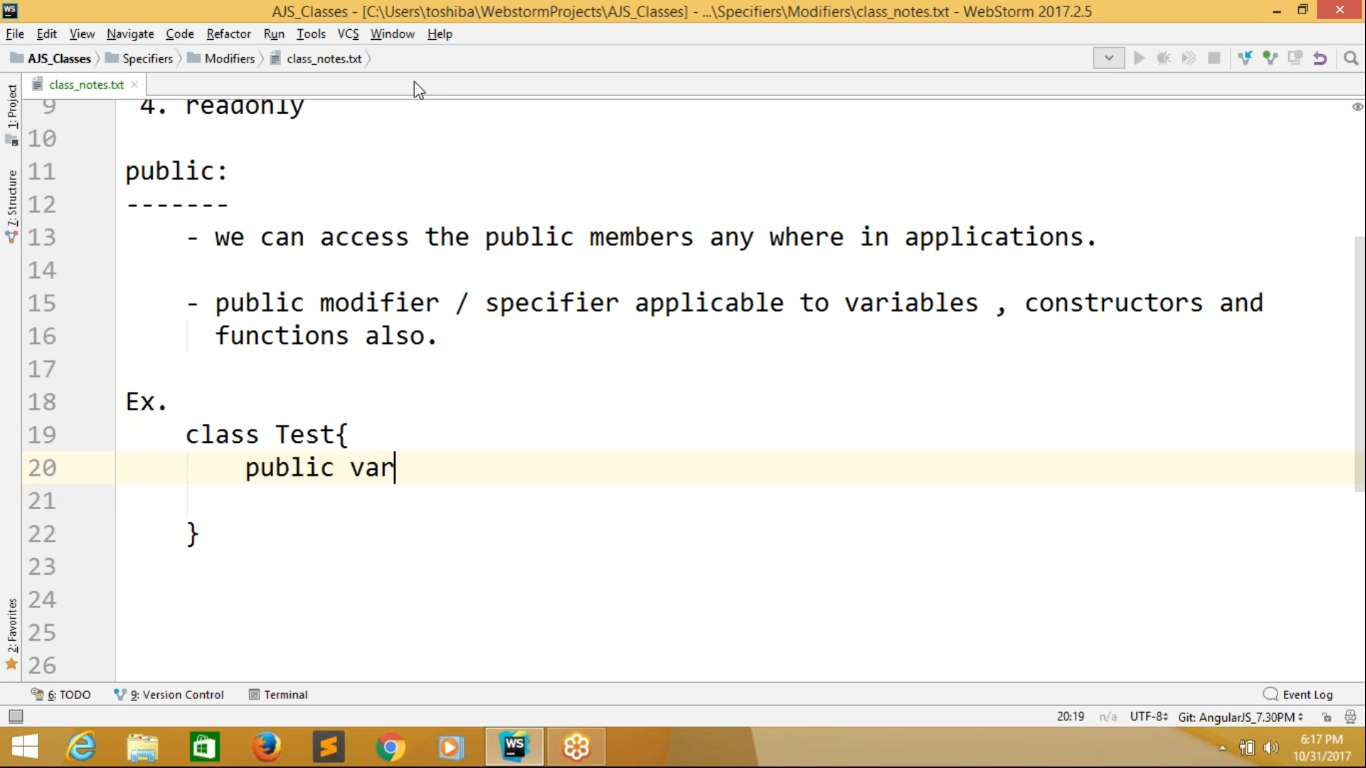 AJS_Classes - [C:\Users\toshiba\WebstormProjects\AJS_Classes] - ...\Specifiers\Modifiers\class_notes.txt - WebStorm 2017.2.5
File Edit View Navigate Code Refactor Run Tools VCS Window Help
AJS_Classes Specifiers Modifiers class_notes.txt
class_notes.txt
1: Project
7: Structure
2: Favorites
9 4. readonly
10
11 public:
12 -------
13 - we can access the public members any where in applications.
14
15 - public modifier / specifier applicable to variables , constructors and
16 functions also.
17
18 Ex.
19 class Test{
20 public var
21
22 }
23
24
25
26
6: TODO 9: Version Control Terminal Event Log
20:19 n/a UTF-8 Git: AngularJS_7.30PM
WS
6:17 PM
10/31/2017